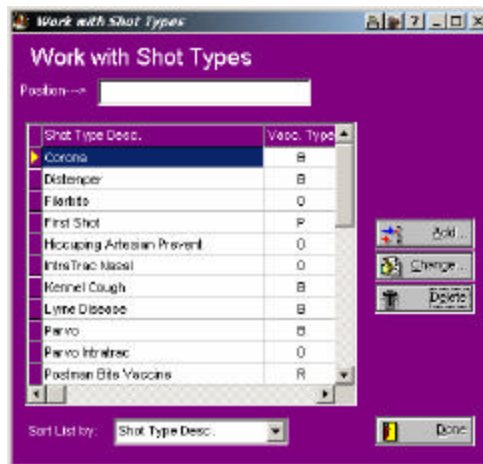 Work with Shot Types
Work with Shot Types
Position--->
Shot Type Desc. Vacc. Type
Corona B
Distemper B
O
First Shot P
Hiccuping Artesian Prevent O
IntraTrac Nasal O
Kennel Cough B
Lyme Disease B
Parvo B
Parvo Intratrac O
Postman Bite Vaccine R
Add...
Change...
Delete
Sort List by: Shot Type Desc.
Done